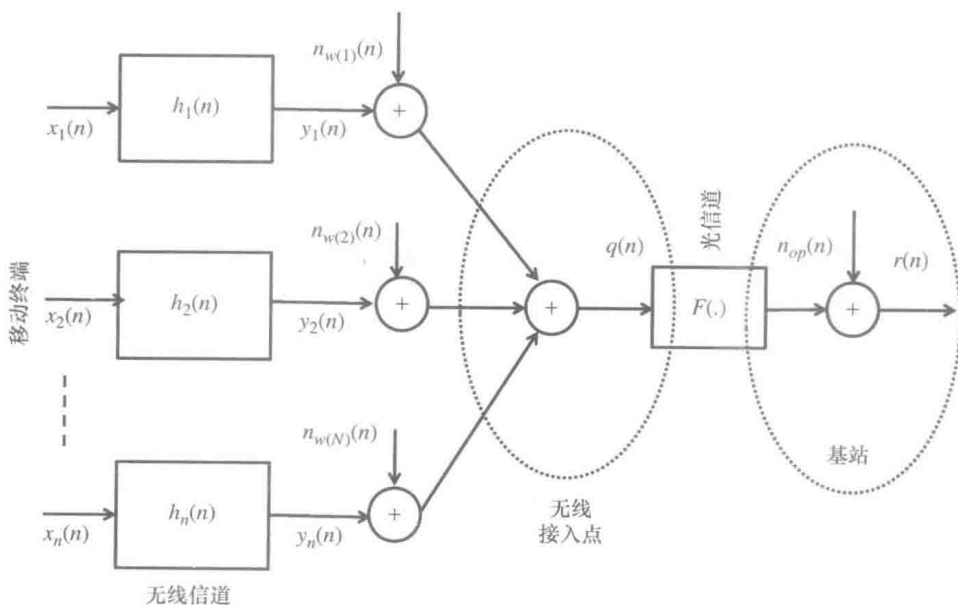 n_{w(1)}(n)
h_1(n)
x_1(n)
y_1(n)
+
n_{w(2)}(n)
移动终端
h_2(n)
x_2(n)
y_2(n)
+
+
q(n)
光信道
F(.)
n_{op}(n)
r(n)
+
n_{w(N)}(n)
h_n(n)
x_n(n)
y_n(n)
+
无线
接入点
基站
无线信道